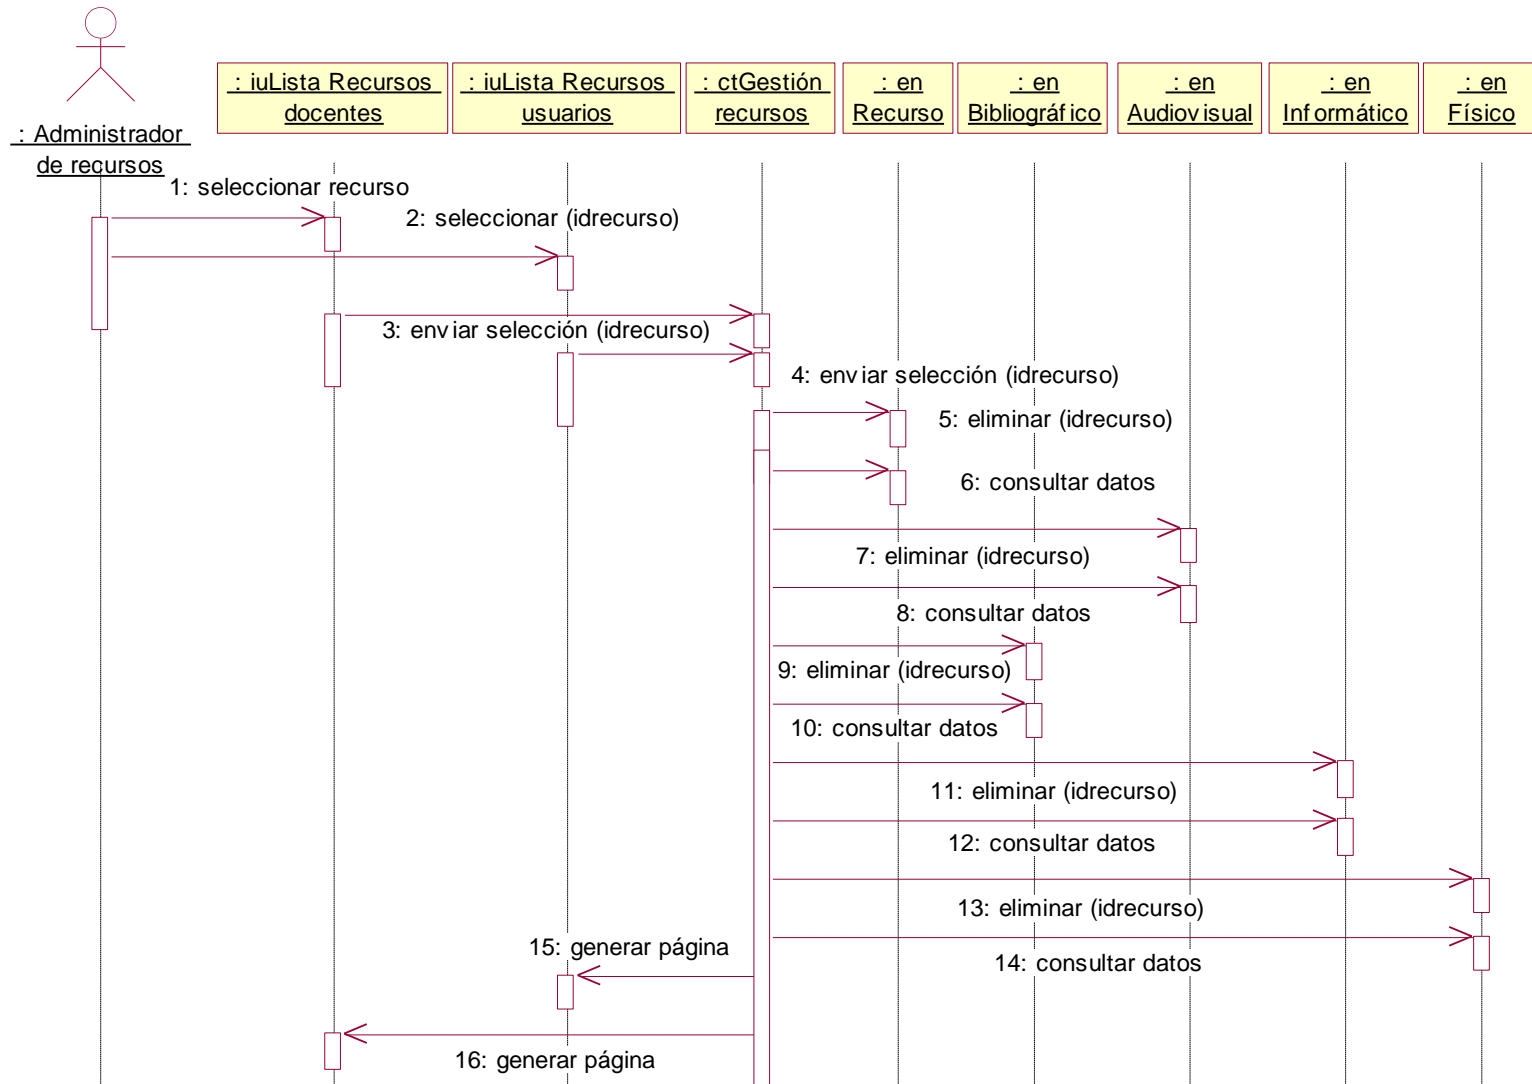 : Administrador
de recursos
: iuLista Recursos
docentes
: iuLista Recursos
usuarios
: ctGestión
recursos
: en
Recurso
: en
Bibliográfico
: en
Audiovisual
: en
Informático
: en
Físico
1: seleccionar recurso
2: seleccionar (idrecurso)
3: enviar selección (idrecurso)
4: enviar selección (idrecurso)
5: eliminar (idrecurso)
6: consultar datos
7: eliminar (idrecurso)
8: consultar datos
9: eliminar (idrecurso)
10: consultar datos
11: eliminar (idrecurso)
12: consultar datos
13: eliminar (idrecurso)
14: consultar datos
15: generar página
16: generar página